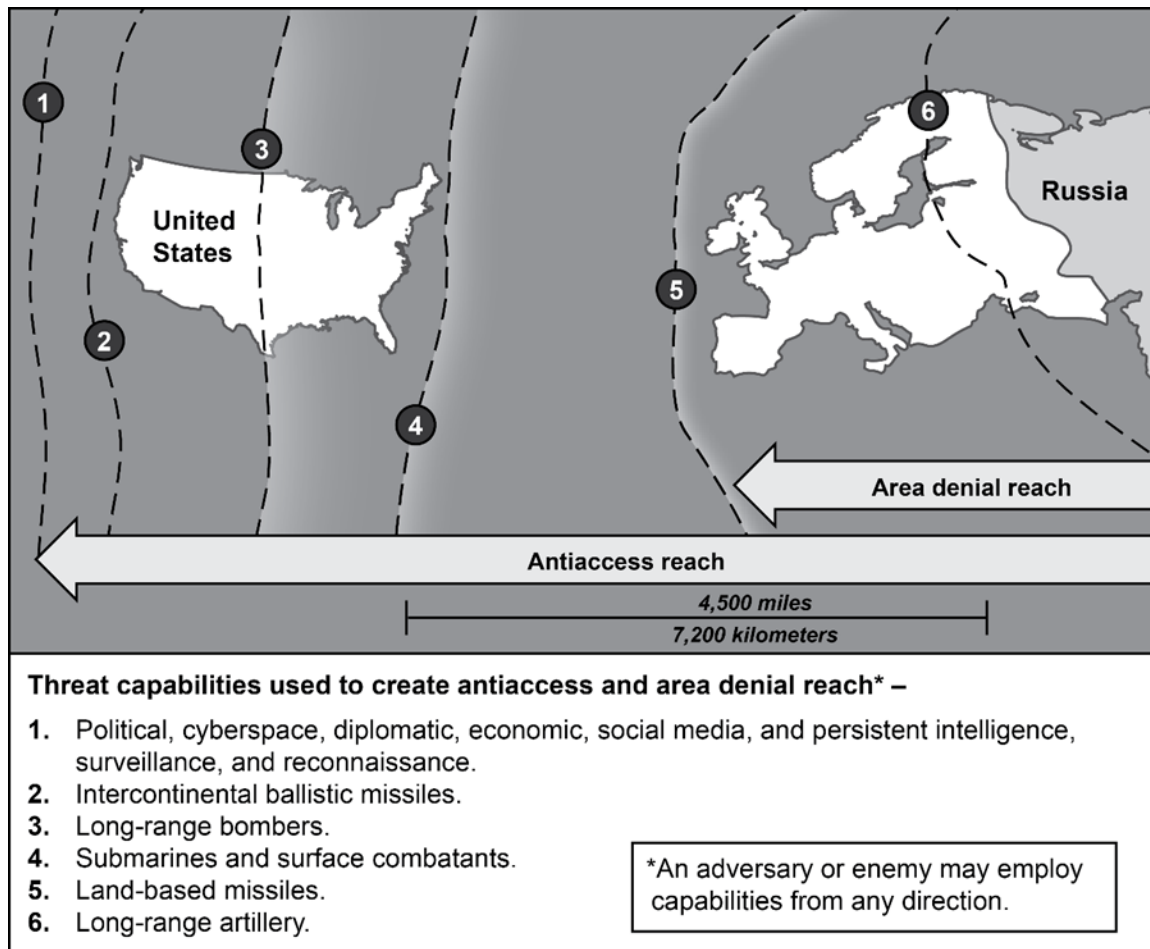 1
6
3
Russia
United
States
5
2
4
Area denial reach
Antiaccess reach
4,500 miles
7,200 kilometers
Threat capabilities used to create antiaccess and area denial reach* –
1. Political, cyberspace, diplomatic, economic, social media, and persistent intelligence,
surveillance, and reconnaissance.
2. Intercontinental ballistic missiles.
3. Long-range bombers.
4. Submarines and surface combatants.
5. Land-based missiles.
6. Long-range artillery.
*An adversary or enemy may employ
capabilities from any direction.